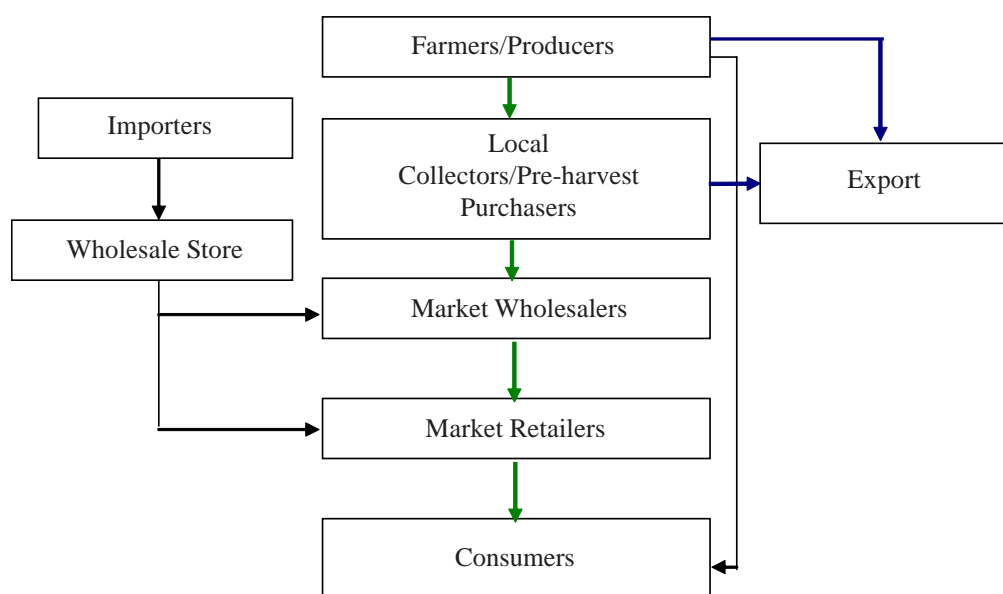 Farmers/Producers
Importers
Local
Collectors/Pre-harvest
Purchasers
Export
Wholesale Store
Market Wholesalers
Market Retailers
Consumers